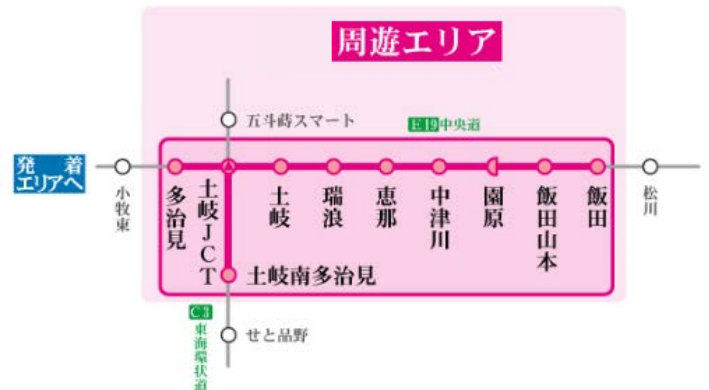 周遊エリア
五斗蒔スマート
E19中央道
発着
エリアへ
小牧東
多治見
土岐JCT
土岐
瑞浪
恵那
中津川
園原
飯田山本
飯田
松川
土岐南多治見
C3
東海環状道
せと品野